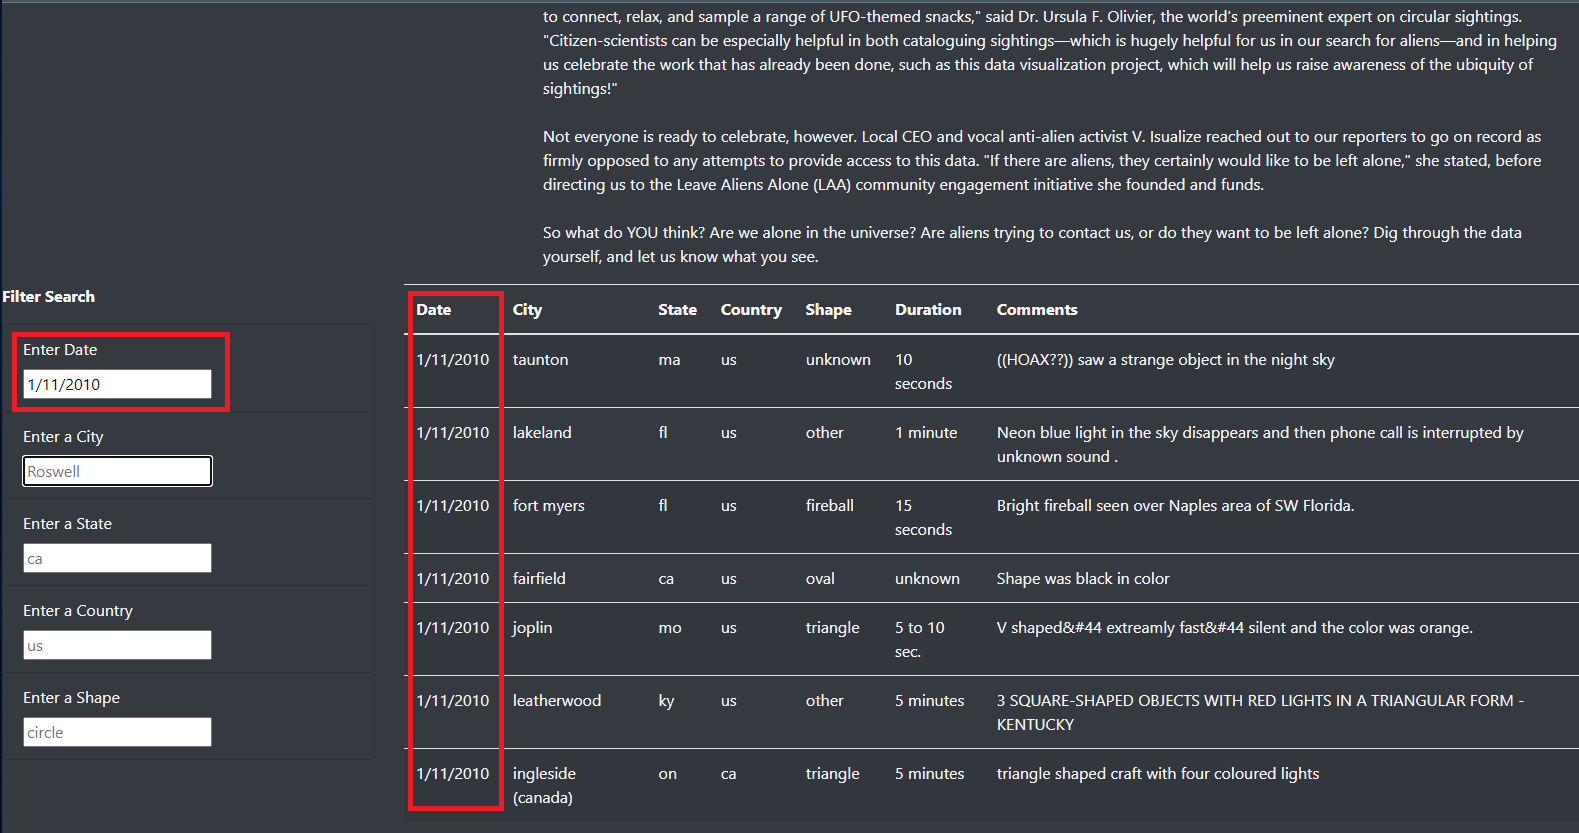 to connect, relax, and sample a range of UFO-themed snacks," said Dr. Ursula F. Olivier, the world's preeminent expert on circular sightings.
"Citizen-scientists can be especially helpful in both cataloguing sightings—which is hugely helpful for us in our search for aliens—and in helping
us celebrate the work that has already been done, such as this data visualization project, which will help us raise awareness of the ubiquity of
sightings!"
Not everyone is ready to celebrate, however. Local CEO and vocal anti-alien activist V. Isualize reached out to our reporters to go on record as
firmly opposed to any attempts to provide access to this data. "If there are aliens, they certainly would like to be left alone," she stated, before
directing us to the Leave Aliens Alone (LAA) community engagement initiative she founded and funds.
So what do YOU think? Are we alone in the universe? Are aliens trying to contact us, or do they want to be left alone? Dig through the data
yourself, and let us know what you see.
Filter Search
Enter Date
1/11/2010
Enter a City
Roswell
Enter a State
ca
Enter a Country
us
Enter a Shape
circle
Date City State Country Shape Duration Comments
1/11/2010 taunton ma us unknown 10 ((HOAX??)) saw a strange object in the night sky
seconds
1/11/2010 lakeland fl us other 1 minute Neon blue light in the sky disappears and then phone call is interrupted by
unknown sound .
1/11/2010 fort myers fl us fireball 15 Bright fireball seen over Naples area of SW Florida.
seconds
1/11/2010 fairfield ca us oval unknown Shape was black in color
1/11/2010 joplin mo us triangle 5 to 10 V shaped&#44 extreamly fast&#44 silent and the color was orange.
sec.
1/11/2010 leatherwood ky us other 5 minutes 3 SQUARE-SHAPED OBJECTS WITH RED LIGHTS IN A TRIANGULAR FORM -
KENTUCKY
1/11/2010 ingleside on ca triangle 5 minutes triangle shaped craft with four coloured lights
(canada)